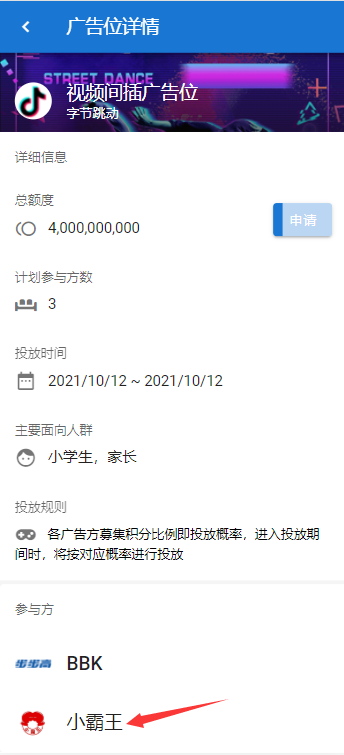 广告位详情
STREET DANCE
视频间插广告位
字节跳动
详细信息
总额度
4,000,000,000
申请
计划参与方数
3
投放时间
2021/10/12 ~ 2021/10/12
主要面向人群
小学生，家长
投放规则
各广告方募集积分比例即投放概率，进入投放期
间时，将按对应概率进行投放
参与方
步步高
BBK
小霸王